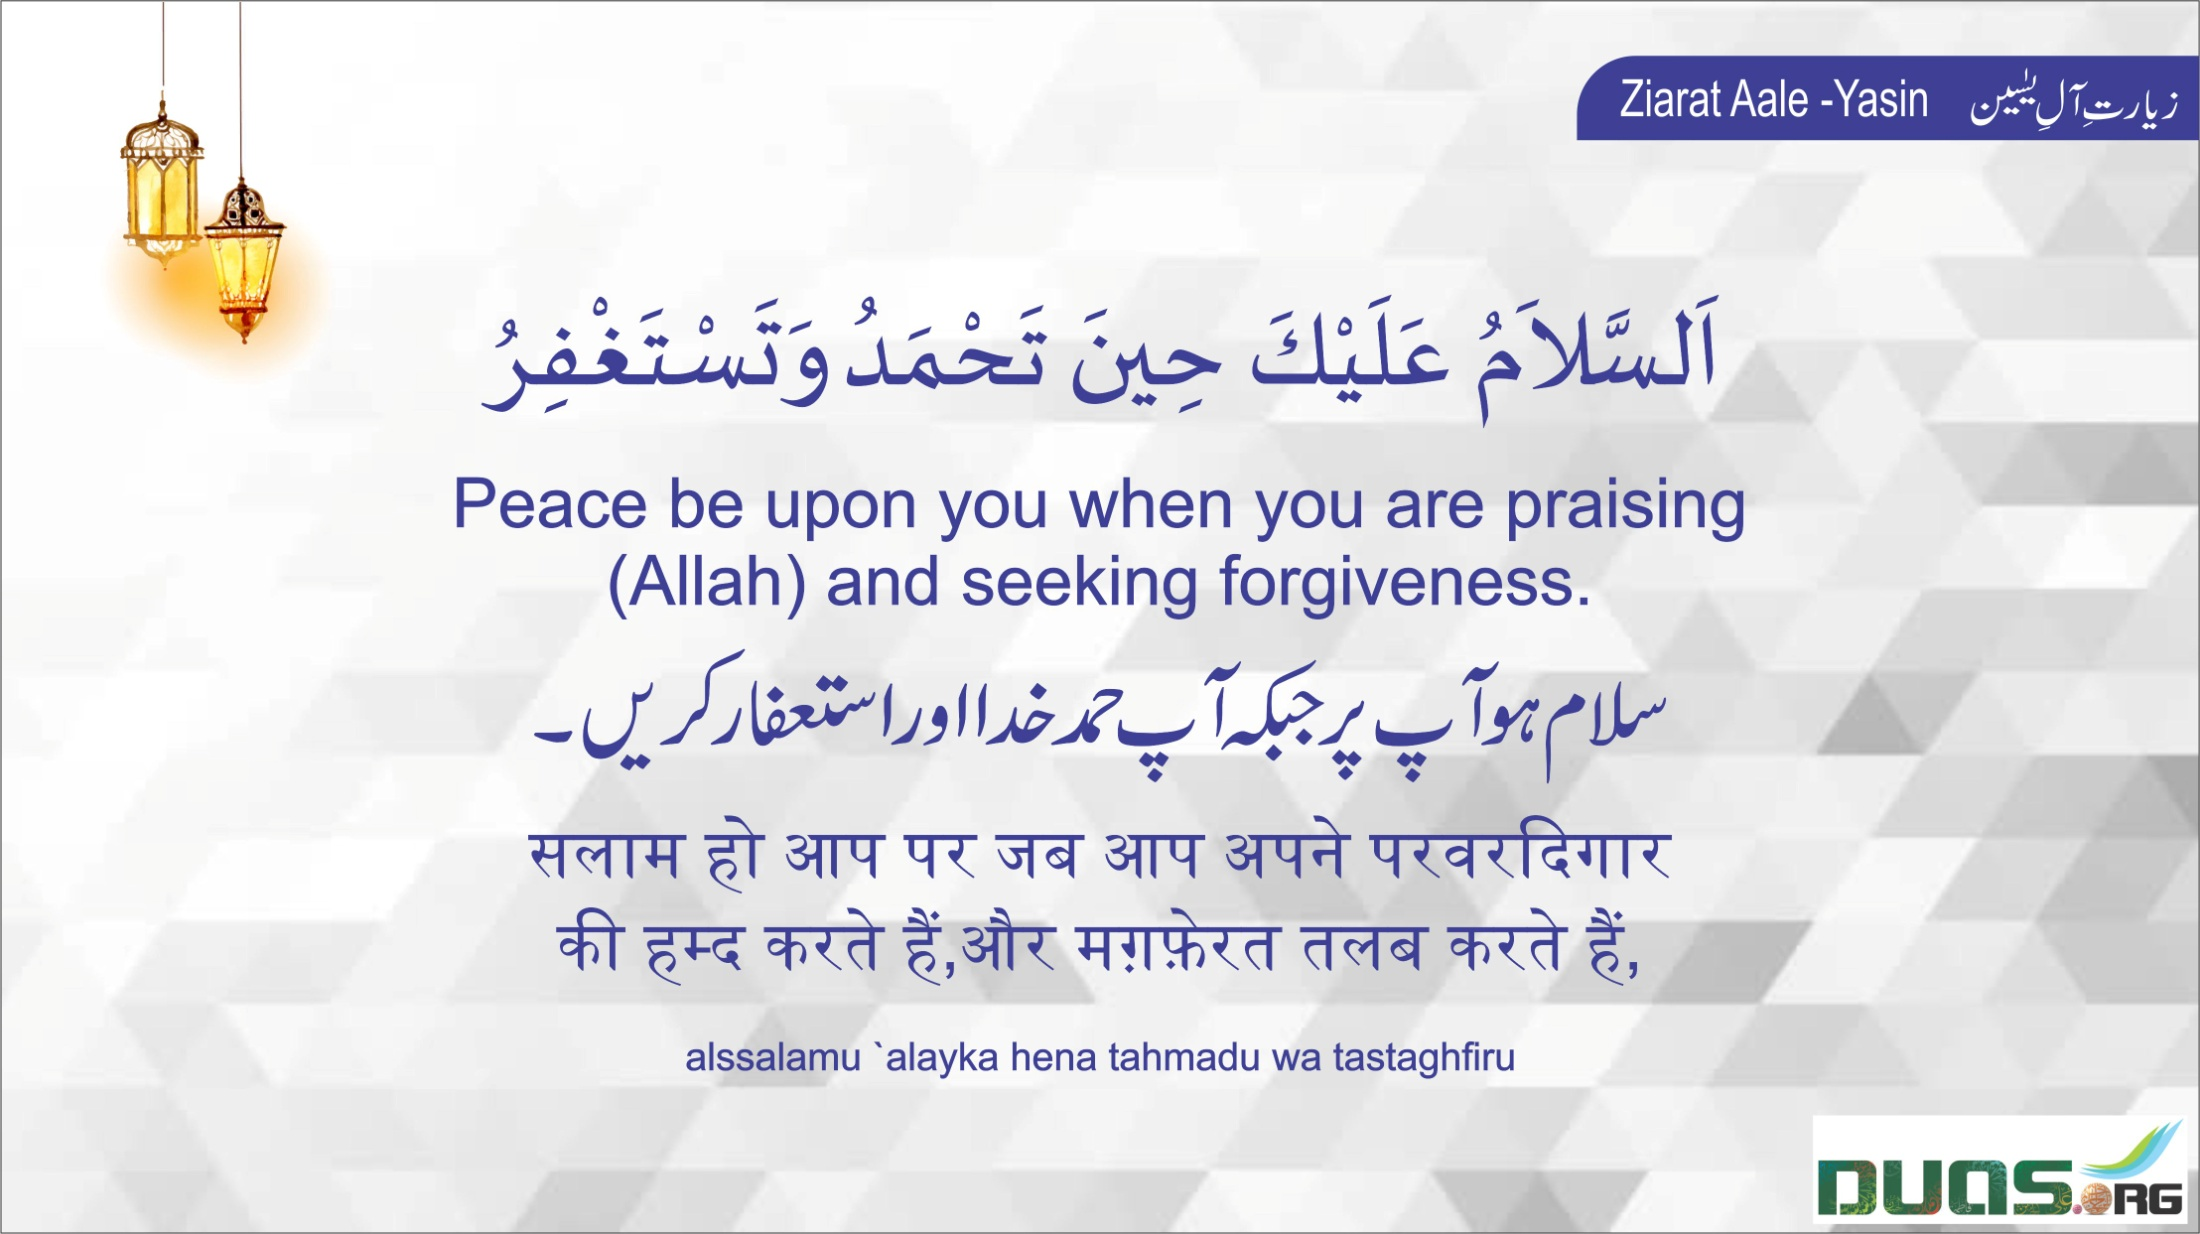 Ziarat Aale -Yasin زیارتِ آلِ یٰسین
اَلسَّلاَمُ عَلَيْكَ حِينَ تَحْمَدُ وَتَسْتَغْفِرُ
Peace be upon you when you are praising
(Allah) and seeking forgiveness.
سلام ہو آپ پر جبکہ آپ حمد خدا اور استعفار کریں۔
सलाम हो आप पर जब आप अपने परवरदिगार
की हम्द करते हैं,और मग़फ़ेरत तलब करते हैं,
alssalamu `alayka hena tahmadu wa tastaghfiru
DUAS.ORG